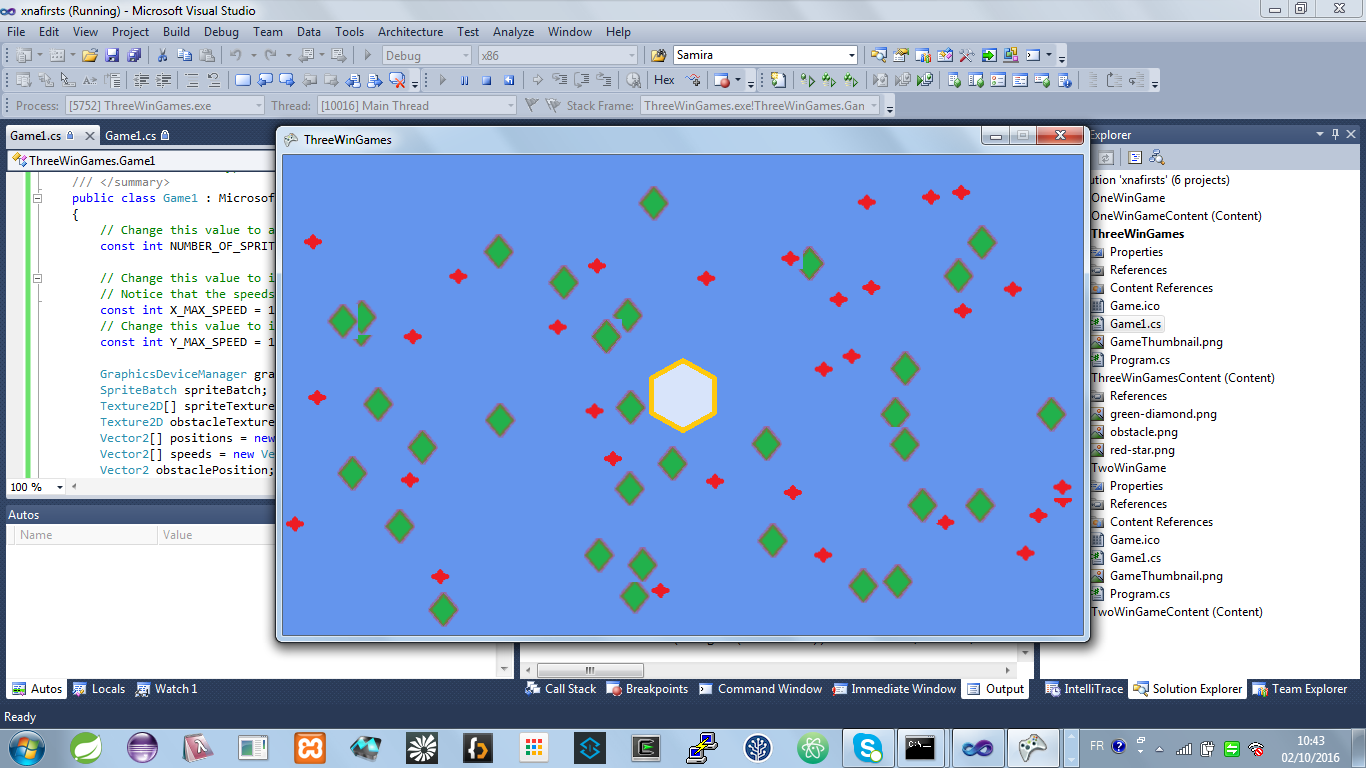 xnafirsts (Running) - Microsoft Visual Studio
File Edit View Project Build Debug Team Data Tools Architecture Test Analyze Window Help
Debug x86 Samira
Hex
Process: [5752] ThreeWinGames.exe Thread: [10016] Main Thread Stack Frame: ThreeWinGames.exe!ThreeWinGames.Gan
Game1.cs Game1.cs
ThreeWinGames.Game1
/// </summary>
public class Game1 : Microsof
{
// Change this value to a
const int NUMBER_OF_SPRIT
// Change this value to i
// Notice that the speeds
const int X_MAX_SPEED = 1
// Change this value to i
const int Y_MAX_SPEED = 1
GraphicsDeviceManager gra
SpriteBatch spriteBatch;
Texture2D[] spriteTexture
Texture2D obstacleTexture
Vector2[] positions = new
Vector2[] speeds = new Ve
Vector2 obstaclePosition;
100 %
Autos
Name Value
ThreeWinGames
Explorer
ution 'xnafirsts' (6 projects)
OneWinGame
OneWinGameContent (Content)
ThreeWinGames
Properties
References
Content References
Game.ico
Game1.cs
GameThumbnail.png
Program.cs
ThreeWinGamesContent (Content)
References
green-diamond.png
obstacle.png
red-star.png
TwoWinGame
Properties
References
Content References
Game.ico
Game1.cs
GameThumbnail.png
Program.cs
TwoWinGameContent (Content)
Autos Locals Watch 1 Call Stack Breakpoints Command Window Immediate Window Output IntelliTrace Solution Explorer Team Explorer
Ready
FR 10:43
02/10/2016